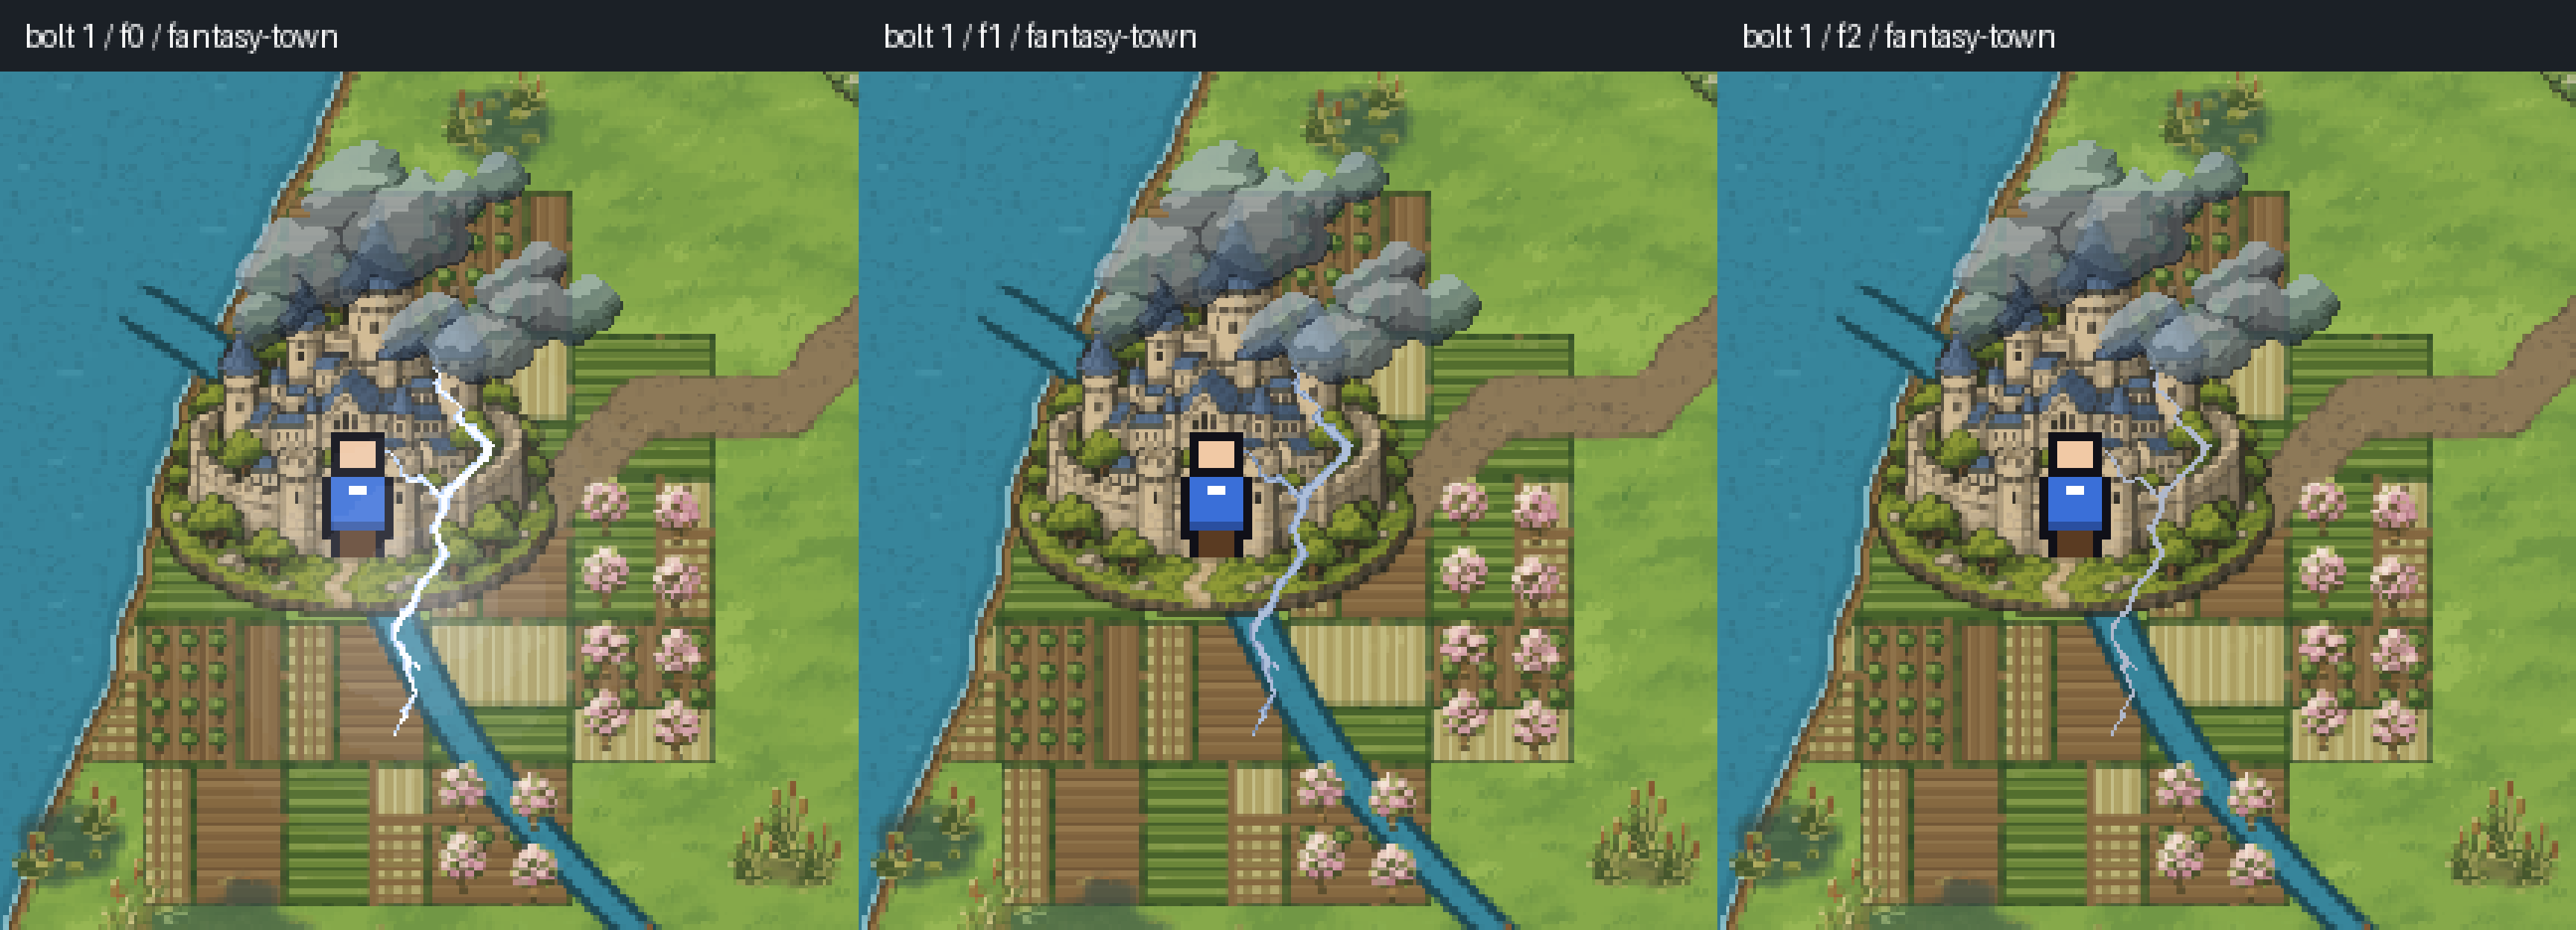 bolt 1 / f0 / fantasy-town
bolt 1 / f1 / fantasy-town
bolt 1 / f2 / fantasy-town